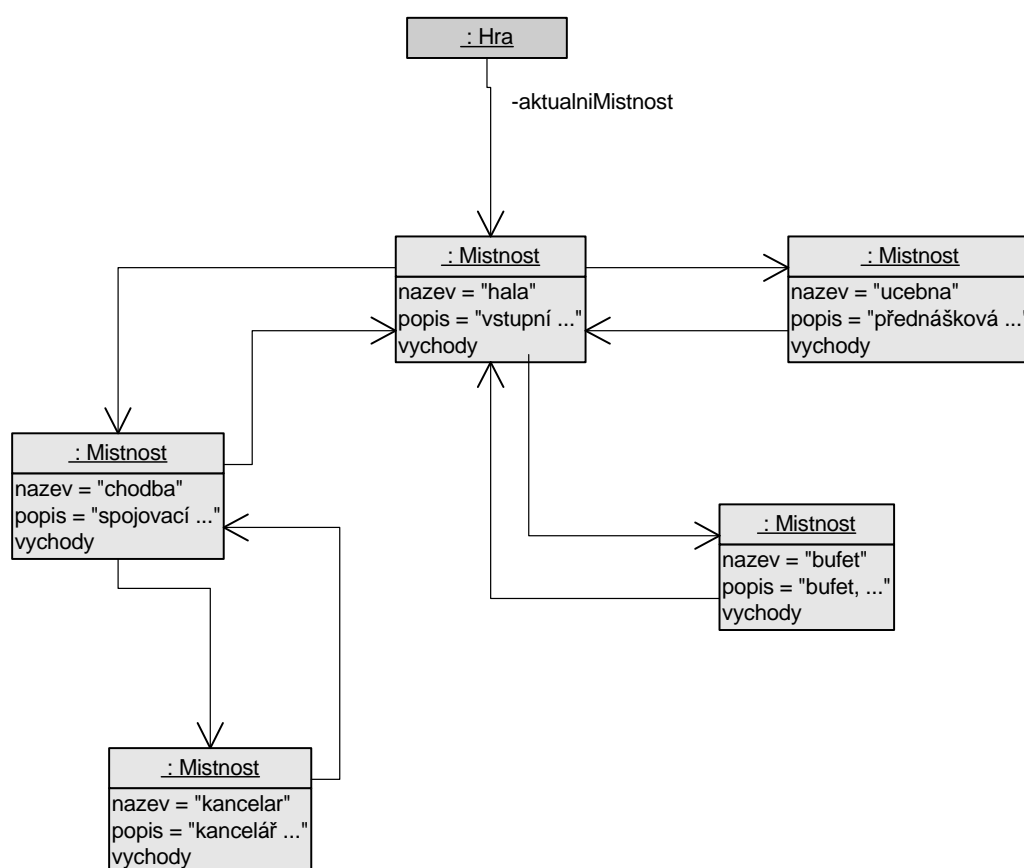 : Hra
-aktualniMistnost
: Mistnost
nazev = "hala"
popis = "vstupní ..."
vychody
: Mistnost
nazev = "ucebna"
popis = "přednášková ..."
vychody
: Mistnost
nazev = "chodba"
popis = "spojovací ..."
vychody
: Mistnost
nazev = "bufet"
popis = "bufet, ..."
vychody
: Mistnost
nazev = "kancelar"
popis = "kancelář ..."
vychody